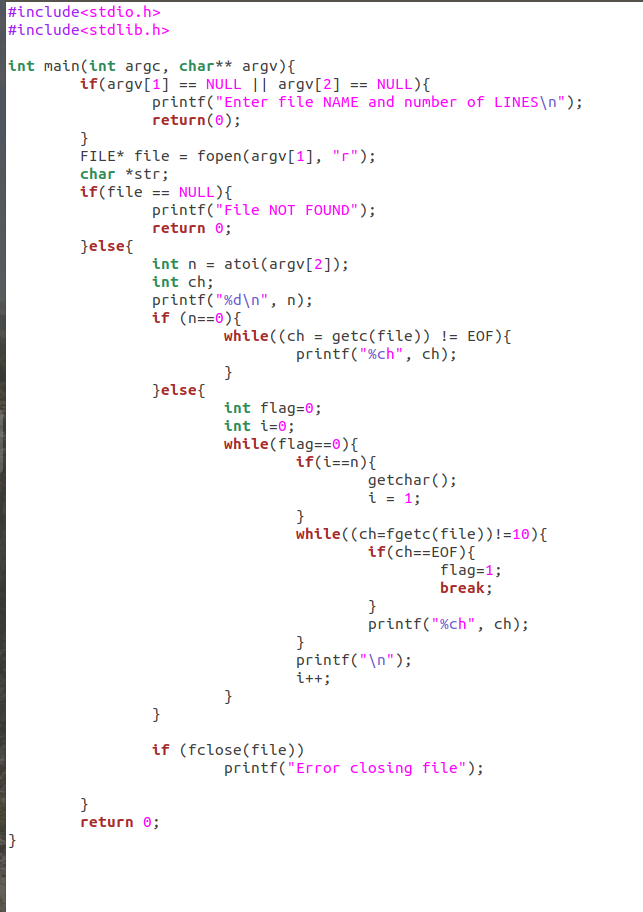 #include<stdio.h>
#include<stdlib.h>

int main(int argc, char** argv){
        if(argv[1] == NULL || argv[2] == NULL){
                printf("Enter file NAME and number of LINES\n");
                return(0);
        }
        FILE* file = fopen(argv[1], "r");
        char *str;
        if(file == NULL){
                printf("File NOT FOUND");
                return 0;
        }else{
                int n = atoi(argv[2]);
                int ch;
                printf("%d\n", n);
                if (n==0){
                        while((ch = getc(file)) != EOF){
                                printf("%ch", ch);
                        }
                }else{
                        int flag=0;
                        int i=0;
                        while(flag==0){
                                if(i==n){
                                        getchar();
                                        i = 1;
                                }
                                while((ch=fgetc(file))!=10){
                                        if(ch==EOF){
                                                flag=1;
                                                break;
                                        }
                                        printf("%ch", ch);
                                }
                                printf("\n");
                                i++;
                        }
                }

                if (fclose(file))
                        printf("Error closing file");

        }
        return 0;
}